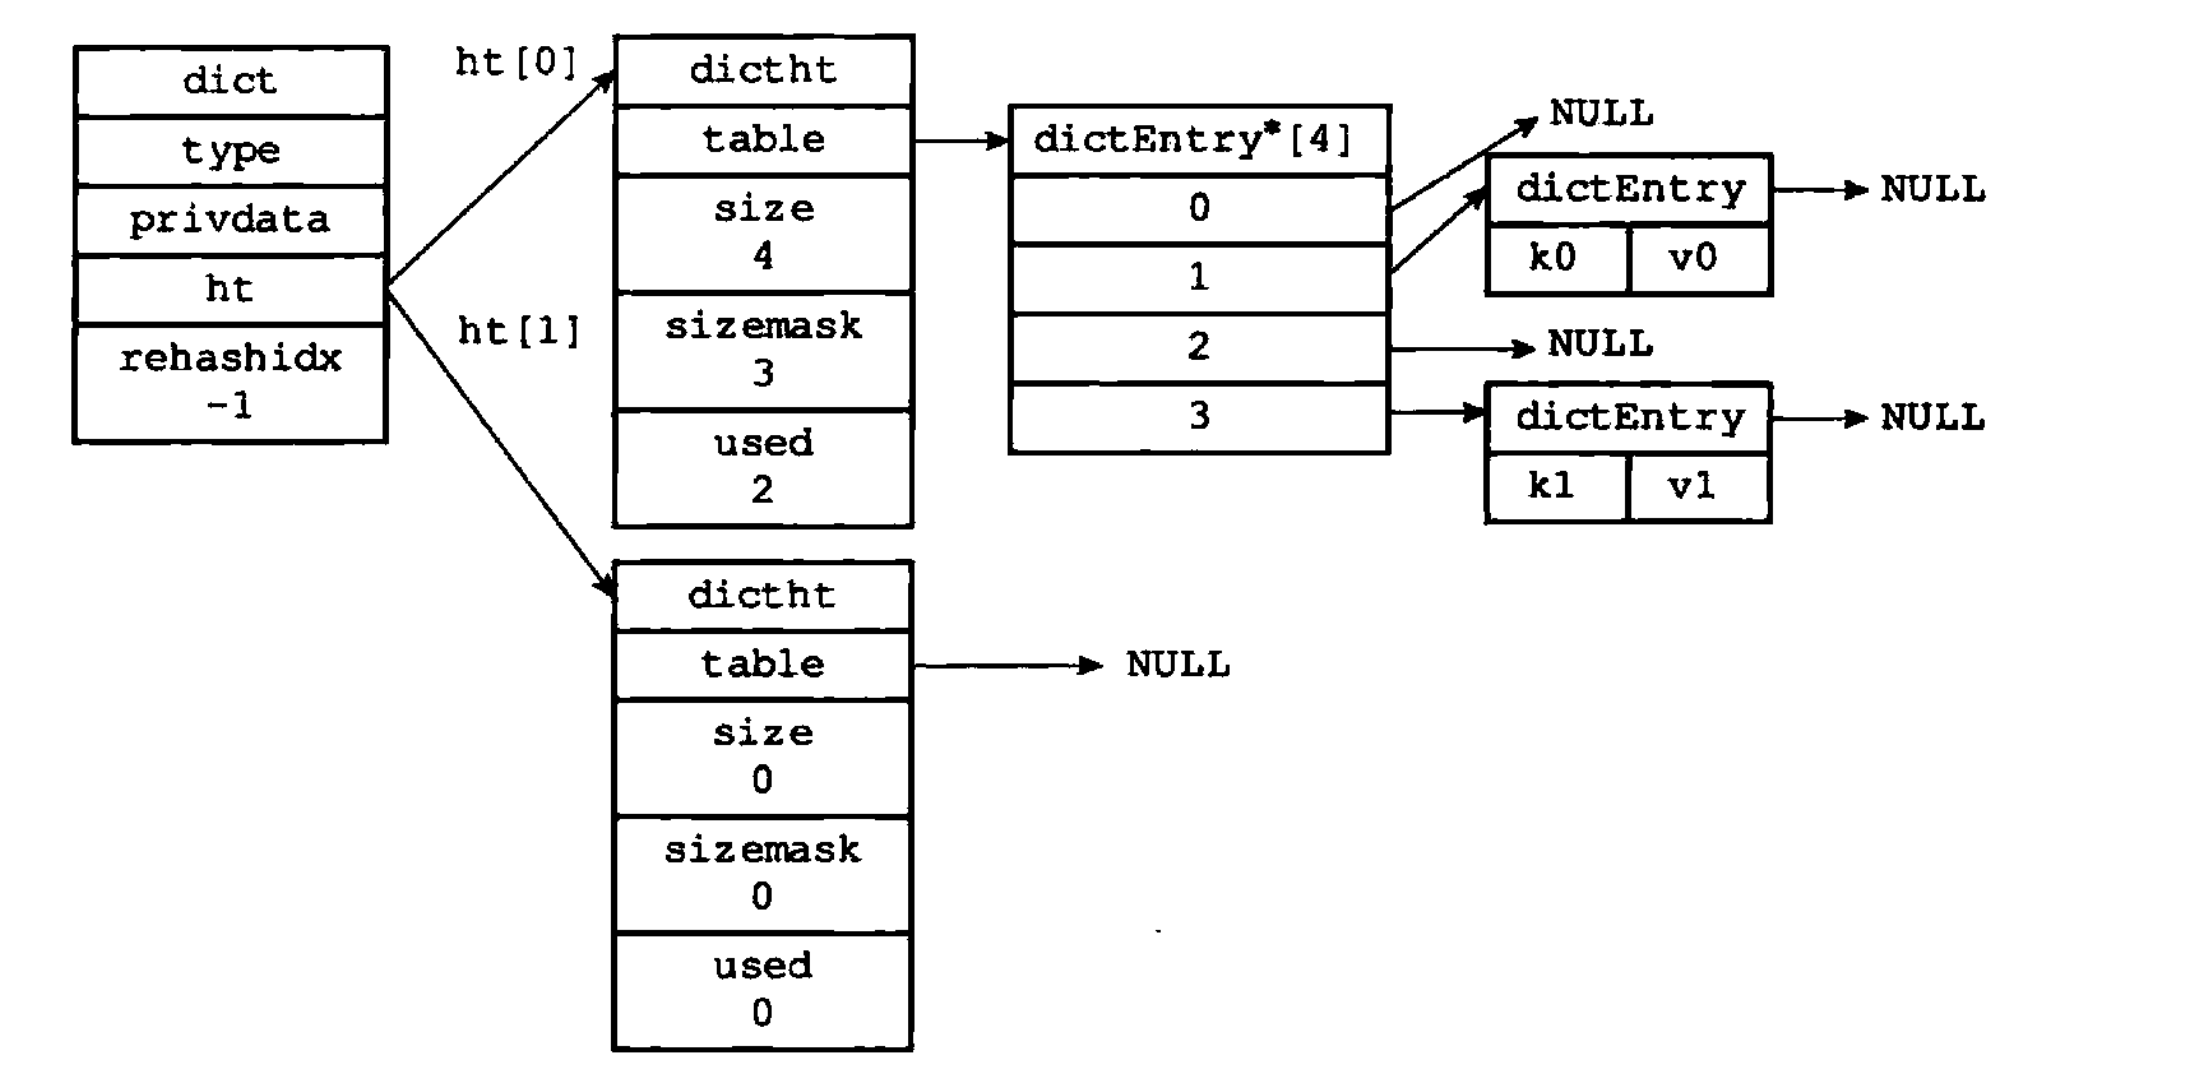 dict
type
privdata
ht
rehashidx
-1
ht[0]
ht[1]
dictht
table
size
4
sizemask
3
used
2
dictEntry*[4]
0
1
2
3
NULL
dictEntry
k0 v0
NULL
NULL
dictEntry
k1 v1
NULL
dictht
table
size
0
sizemask
0
used
0
NULL